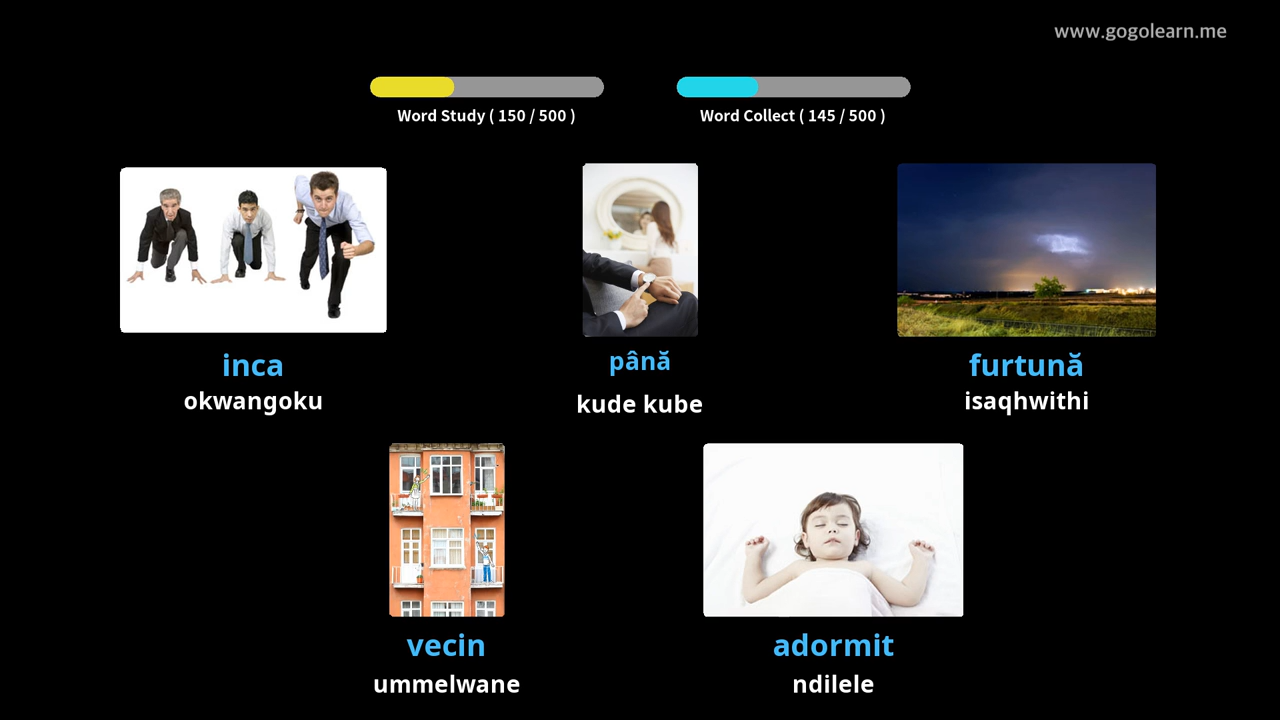 www.gogolearn.me
Word Study ( 150 / 500 )
Word Collect ( 145 / 500 )
inca
okwangoku
până
kude kube
furtună
isaqhwithi
vecin
ummelwane
adormit
ndilele